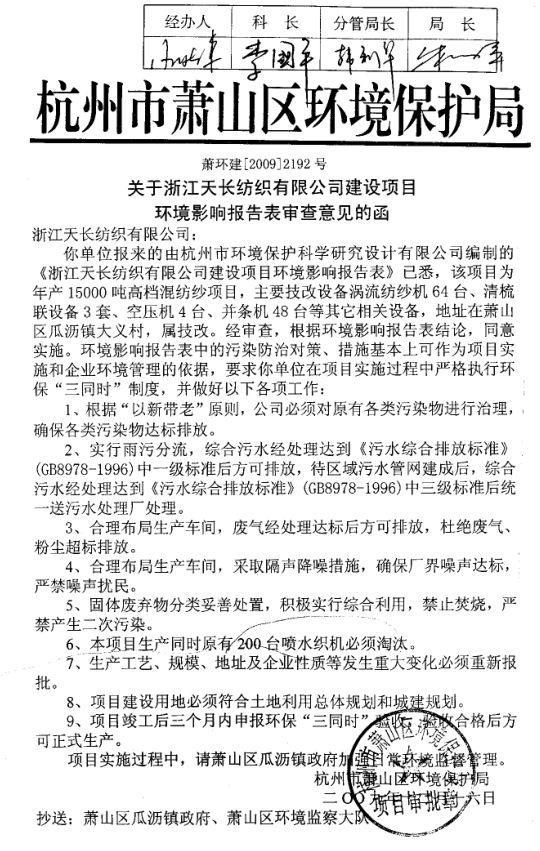 经办人 科 长 分管局长 局 长
杭州市萧山区环境保护局
萧环建[2009]2192号
关于浙江天长纺织有限公司建设项目
环境影响报告表审查意见的函
浙江天长纺织有限公司：
你单位报来的由杭州市环境保护科学研究设计有限公司编制的
《浙江天长纺织有限公司建设项目环境影响报告表》已悉，该项目为
年产15000吨高档混纺纱项目，主要技改设备涡流纺纱机64台、清梳
联设备3套、空压机4台、并条机48台等其它相关设备，地址在萧山
区瓜沥镇大义村，属技改。经审查，根据环境影响报告表结论，同意
实施。环境影响报告表中的污染防治对策、措施基本上可作为项目实
施和企业环境管理的依据，要求你单位在项目实施过程中严格执行环
保“三同时”制度，并做好以下各项工作：
1、根据“以新带老”原则，公司必须对原有各类污染物进行治理，
确保各类污染物达标排放。
2、实行雨污分流，综合污水经处理达到《污水综合排放标准》
(GB8978-1996)中一级标准后方可排放，待区域污水管网建成后，综合
污水经处理达到《污水综合排放标准》(GB8978-1996)中三级标准后统
一送污水处理厂处理。
3、合理布局生产车间，废气经处理达标后方可排放，杜绝废气、
粉尘超标排放。
4、合理布局生产车间，采取隔声降噪措施，确保厂界噪声达标，
严禁噪声扰民。
5、固体废弃物分类妥善处置，积极实行综合利用，禁止焚烧，严
禁产生二次污染。
6、本项目生产同时原有200台喷水织机必须淘汰。
7、生产工艺、规模、地址及企业性质等发生重大变化必须重新报
批。
8、项目建设用地必须符合土地利用总体规划和城建规划。
9、项目竣工后三个月内申报环保“三同时”验收，验收合格后方
可正式生产。
项目实施过程中，请萧山区瓜沥镇政府加强日常环境监督管理。
杭州市萧山区环境保护局
二〇〇九年十 六日
项目审批章
抄送：萧山区瓜沥镇政府、萧山区环境监察大队